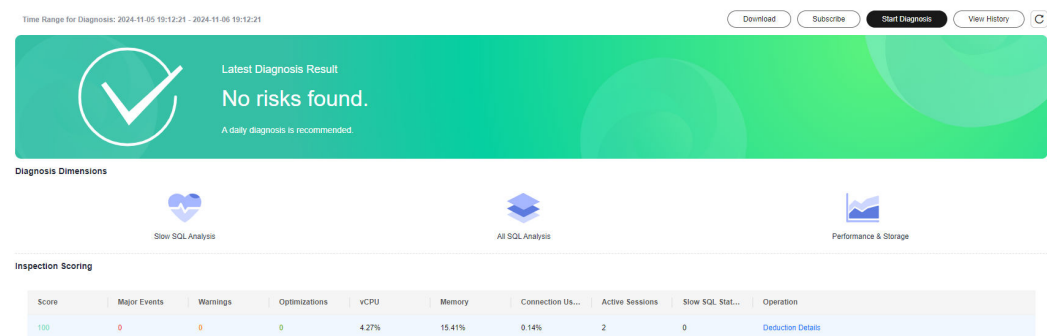 Time Range for Diagnosis: 2024-11-05 19:12:21 - 2024-11-06 19:12:21
Download
Subscribe
Start Diagnosis
View History
Latest Diagnosis Result
No risks found.
A daily diagnosis is recommended.
Diagnosis Dimensions
Slow SQL Analysis
All SQL Analysis
Performance & Storage
Inspection Scoring
Score Major Events Warnings Optimizations vCPU Memory Connection Us... Active Sessions Slow SQL Stat... Operation
100 0 0 0 4.27% 15.41% 0.14% 2 0 Deduction Details